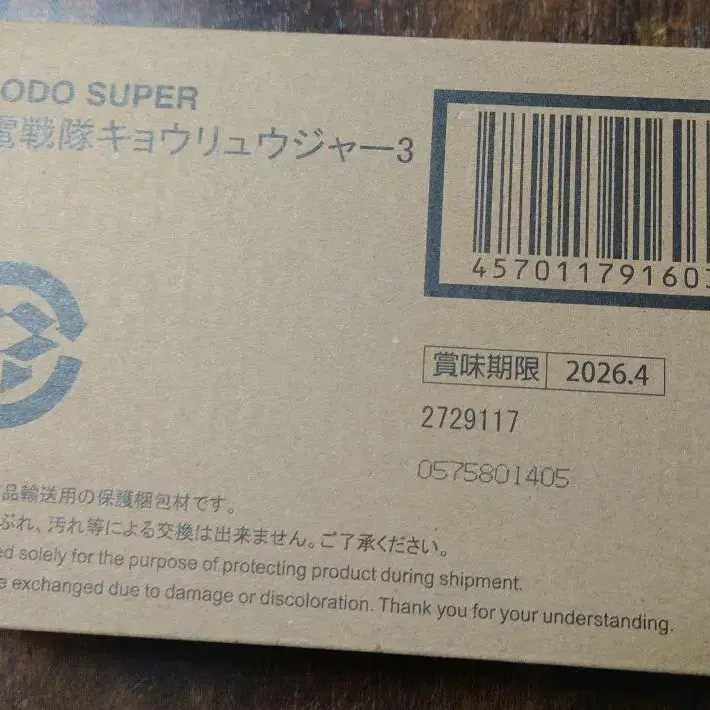 ODO SUPER
電戦隊キョウリュウジャー3
457011791603
賞味期限 2026.4
2729117
0575801405
品輸送用の保護梱包材です。
ぶれ、汚れ等による交換は出来ません。ご了承ください。
ed solely for the purpose of protecting product during shipment.
e exchanged due to damage or discoloration. Thank you for your understanding.